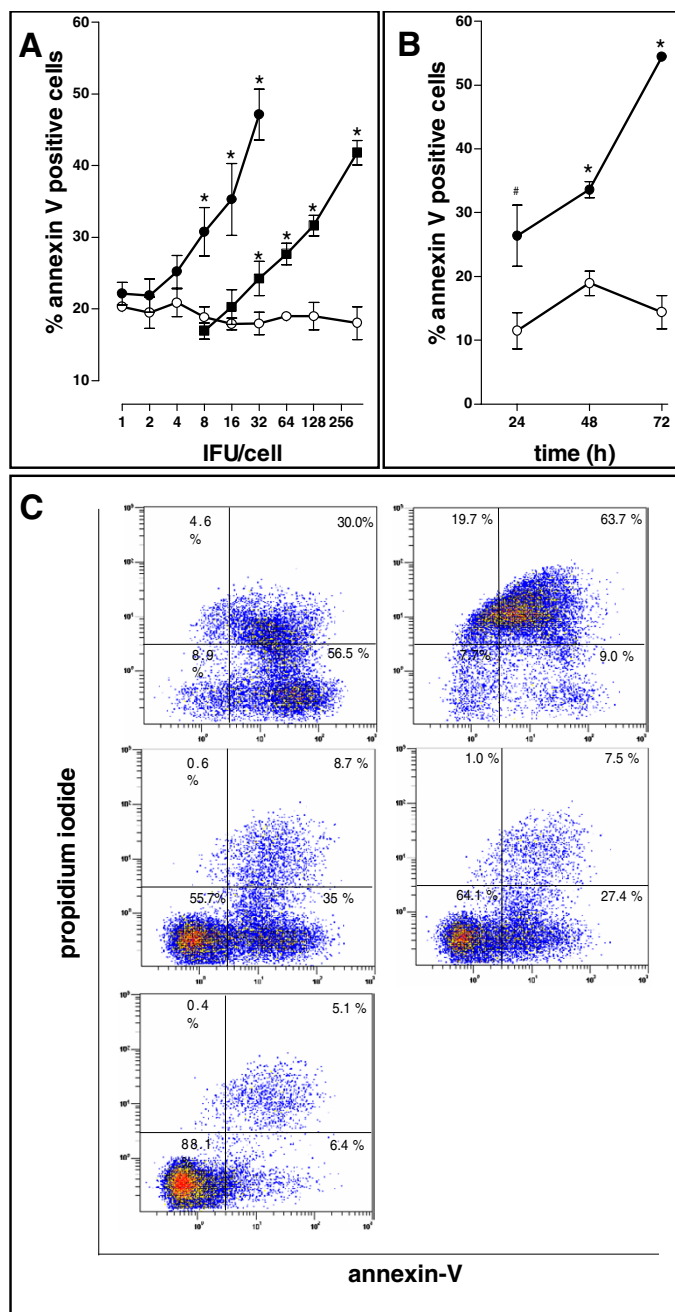 A
B
% annexin V positive cells
60
50
40
30
20
10
* * * *
* * * * *
1 2 4 8 16 32 64 128 256
IFU/cell
% annexin V positive cells
60
50
40
30
20
10
0
# * *
24 48 72
time (h)
C
propidium iodide
4.6 %
30.0%
8.9 %
56.5 %
19.7 %
63.7 %
9.0 %
0.6 %
8.7 %
55.7%
35 %
1.0 %
7.5 %
64.1 %
27.4 %
0.4 %
5.1 %
88.1
6.4 %
annexin-V